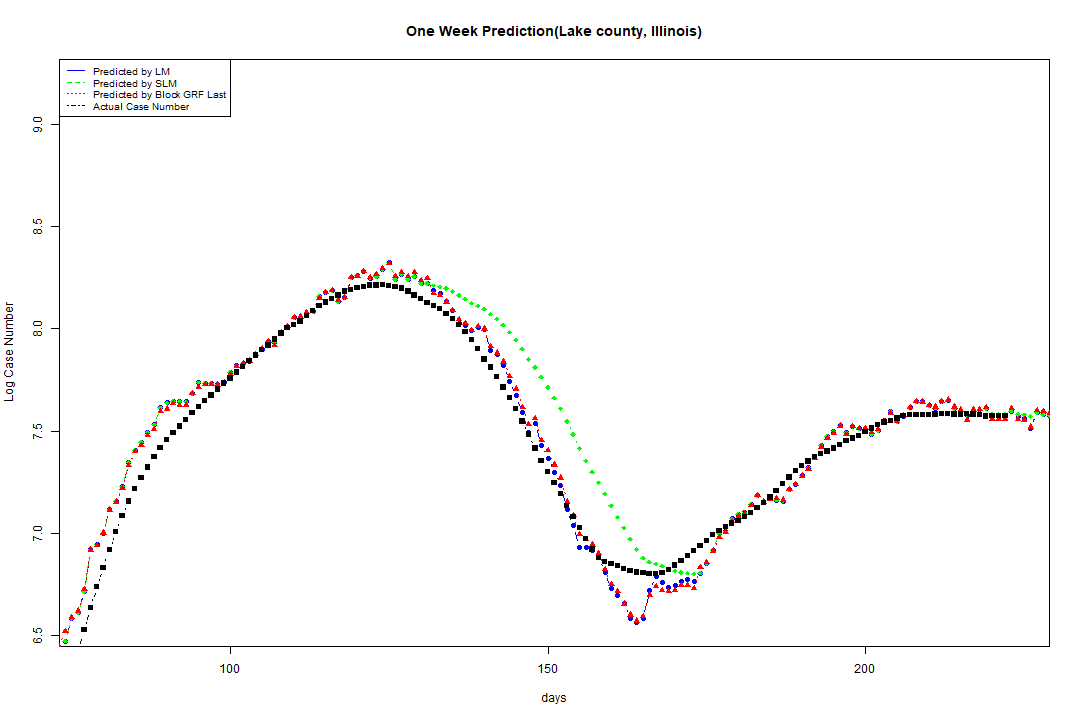 One Week Prediction(Lake county, Illinois)
Predicted by LM
Predicted by SLM
Predicted by Block GRF Last
Actual Case Number
9.0
8.5
8.0
7.5
7.0
6.5
Log Case Number
100
150
200
days